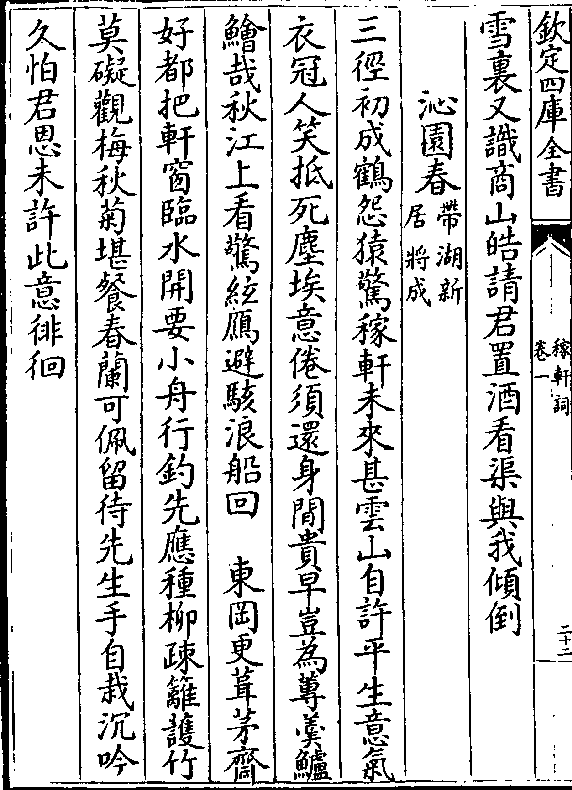 欽定四庫全書
稼軒詞
卷一
二十二
雪裏又識商山皓請君置酒看渠與我傾倒
沁園春
帶湖新
居將成
三徑初成鶴怨猿驚稼軒未來甚雲山自許平生意氣
衣冠人笑抵死塵埃意倦須還身閒貴早豈為蓴羮鱸
鱠哉秋江上看驚絃鴈避駭浪船回　東岡更葺茅齋
好都把軒窗臨水開要小舟行釣先應種柳疎籬護竹
莫礙觀梅秋菊堪餐春蘭可佩留待先生手自栽沉吟
久怕君恩未許此意徘徊